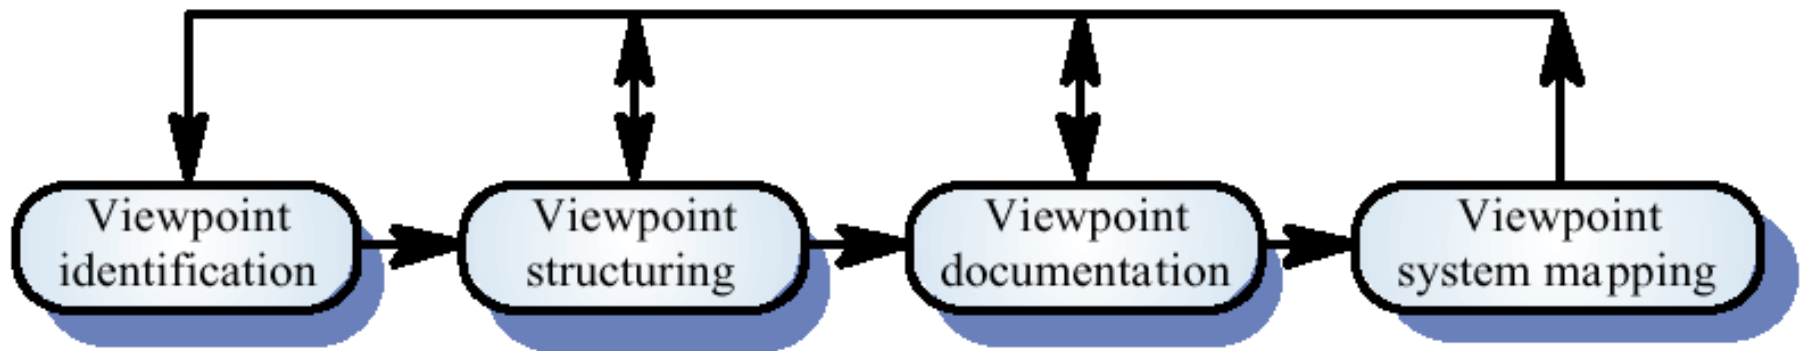 Viewpoint
identification
Viewpoint
structuring
Viewpoint
documentation
Viewpoint
system mapping